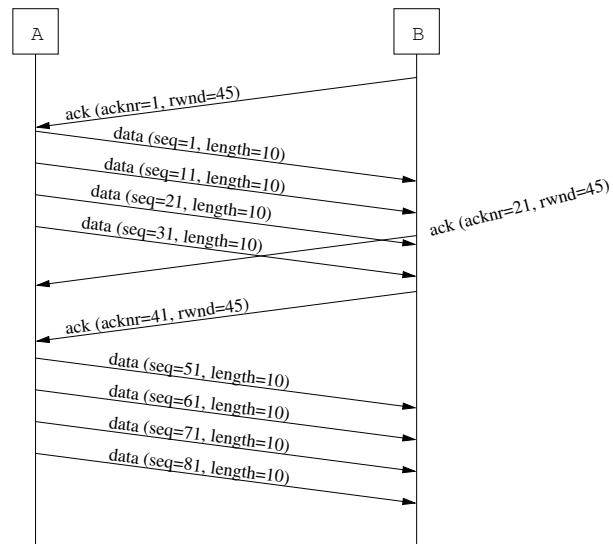 A
B
ack (acknr=1, rwnd=45)
data (seq=1, length=10)
data (seq=11, length=10)
data (seq=21, length=10)
ack (acknr=21, rwnd=45)
data (seq=31, length=10)
ack (acknr=41, rwnd=45)
data (seq=51, length=10)
data (seq=61, length=10)
data (seq=71, length=10)
data (seq=81, length=10)